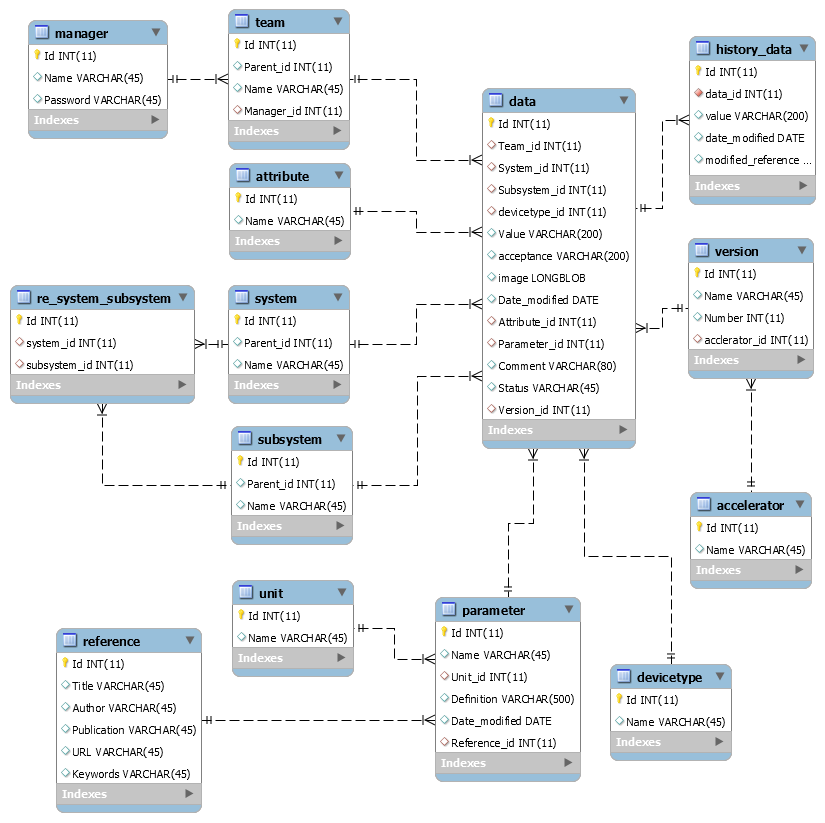 manager
Id INT(11)
Name VARCHAR(45)
Password VARCHAR(45)
Indexes
team
Id INT(11)
Parent_id INT(11)
Name VARCHAR(45)
Manager_id INT(11)
Indexes
attribute
Id INT(11)
Name VARCHAR(45)
Indexes
re_system_subsystem
Id INT(11)
system_id INT(11)
subsystem_id INT(11)
Indexes
system
Id INT(11)
Parent_id INT(11)
Name VARCHAR(45)
Indexes
subsystem
Id INT(11)
Parent_id INT(11)
Name VARCHAR(45)
Indexes
data
Id INT(11)
Team_id INT(11)
System_id INT(11)
Subsystem_id INT(11)
devicetype_id INT(11)
Value VARCHAR(200)
acceptance VARCHAR(200)
image LONGBLOB
Date_modified DATE
Attribute_id INT(11)
Parameter_id INT(11)
Comment VARCHAR(80)
Status VARCHAR(45)
Version_id INT(11)
Indexes
history_data
Id INT(11)
data_id INT(11)
value VARCHAR(200)
date_modified DATE
modified_reference ...
Indexes
version
Id INT(11)
Name VARCHAR(45)
Number INT(11)
acclerator_id INT(11)
Indexes
accelerator
Id INT(11)
Name VARCHAR(45)
Indexes
unit
Id INT(11)
Name VARCHAR(45)
Indexes
reference
Id INT(11)
Title VARCHAR(45)
Author VARCHAR(45)
Publication VARCHAR(45)
URL VARCHAR(45)
Keywords VARCHAR(45)
Indexes
parameter
Id INT(11)
Name VARCHAR(45)
Unit_id INT(11)
Definition VARCHAR(500)
Date_modified DATE
Reference_id INT(11)
Indexes
devicetype
Id INT(11)
Name VARCHAR(45)
Indexes